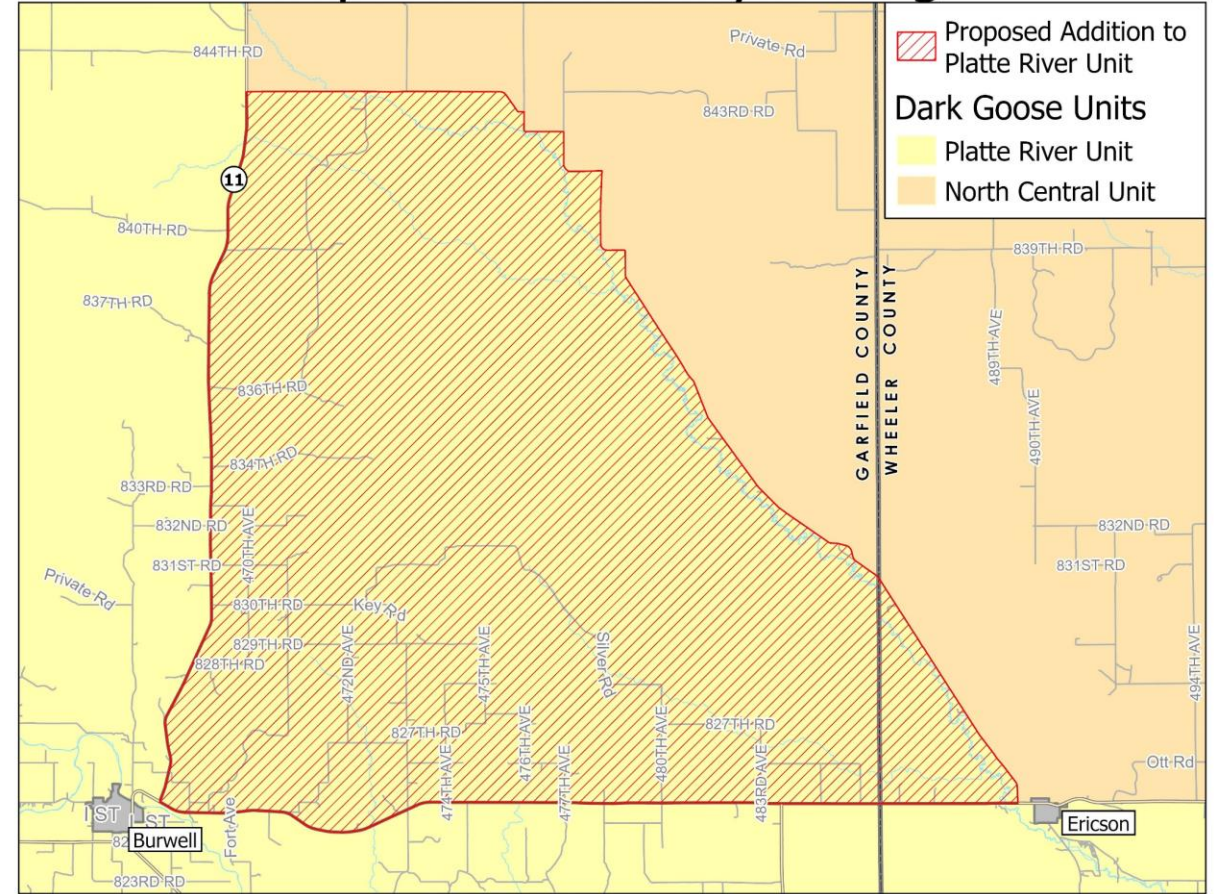 844TH RD
Private Rd
843RD RD
Proposed Addition to
Platte River Unit
Dark Goose Units
Platte River Unit
North Central Unit
11
840TH RD
839TH RD
837TH RD
GARFIELD COUNTY
WHEELER COUNTY
489TH AVE
836TH RD
490TH AVE
834TH RD
833RD RD
832ND RD
832ND RD
470TH AVE
831ST RD
831ST RD
Private Rd
830TH RD
Key Rd
829TH RD
828TH RD
472ND AVE
475TH AVE
Silver Rd
494TH AVE
827TH RD
827TH RD
474TH AVE
476TH AVE
477TH AVE
480TH AVE
483RD AVE
Ott Rd
Fort Ave
I ST
ST
Burwell
Ericson
823RD RD